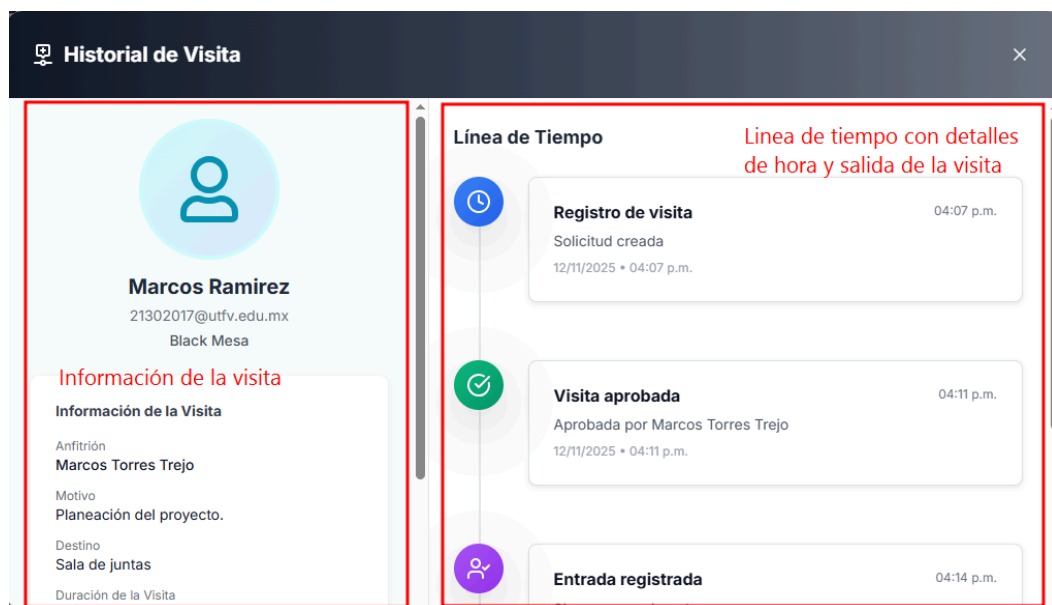 Historial de Visita
Marcos Ramirez
21302017@utfv.edu.mx
Black Mesa
Información de la visita
Información de la Visita
Anfitrión
Marcos Torres Trejo
Motivo
Planeación del proyecto.
Destino
Sala de juntas
Duración de la Visita
Línea de Tiempo
Linea de tiempo con detalles
de hora y salida de la visita
Registro de visita 04:07 p.m.
Solicitud creada
12/11/2025 • 04:07 p.m.
Visita aprobada 04:11 p.m.
Aprobada por Marcos Torres Trejo
12/11/2025 • 04:11 p.m.
Entrada registrada 04:14 p.m.